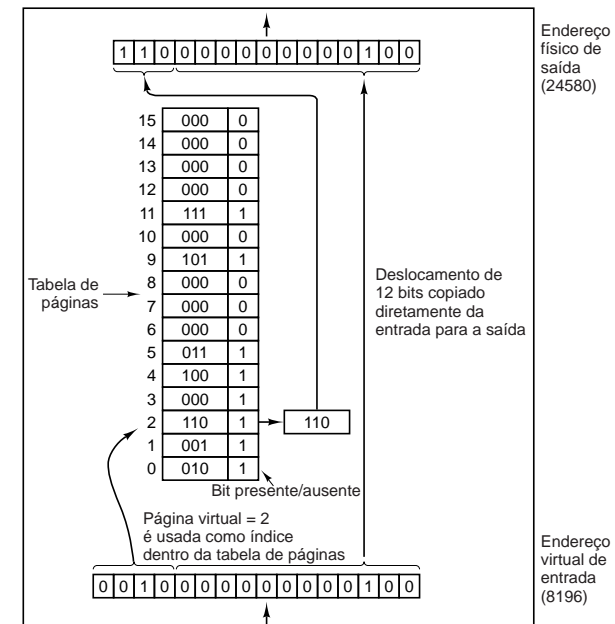 1 1 0 0 0 0 0 0 0 0 0 0 1 0 0
Endereço
físico de
saída
(24580)
15 000 0
14 000 0
13 000 0
12 000 0
11 111 1
10 000 0
9 101 1
8 000 0
7 000 0
6 000 0
5 011 1
4 100 1
3 000 1
2 110 1 110
1 001 1
0 010 1
Tabela de
páginas
Deslocamento de
12 bits copiado
diretamente da
entrada para a saída
Bit presente/ausente
Página virtual = 2
é usada como índice
dentro da tabela de páginas
0 0 1 0 0 0 0 0 0 0 0 0 0 1 0 0
Endereço
virtual de
entrada
(8196)